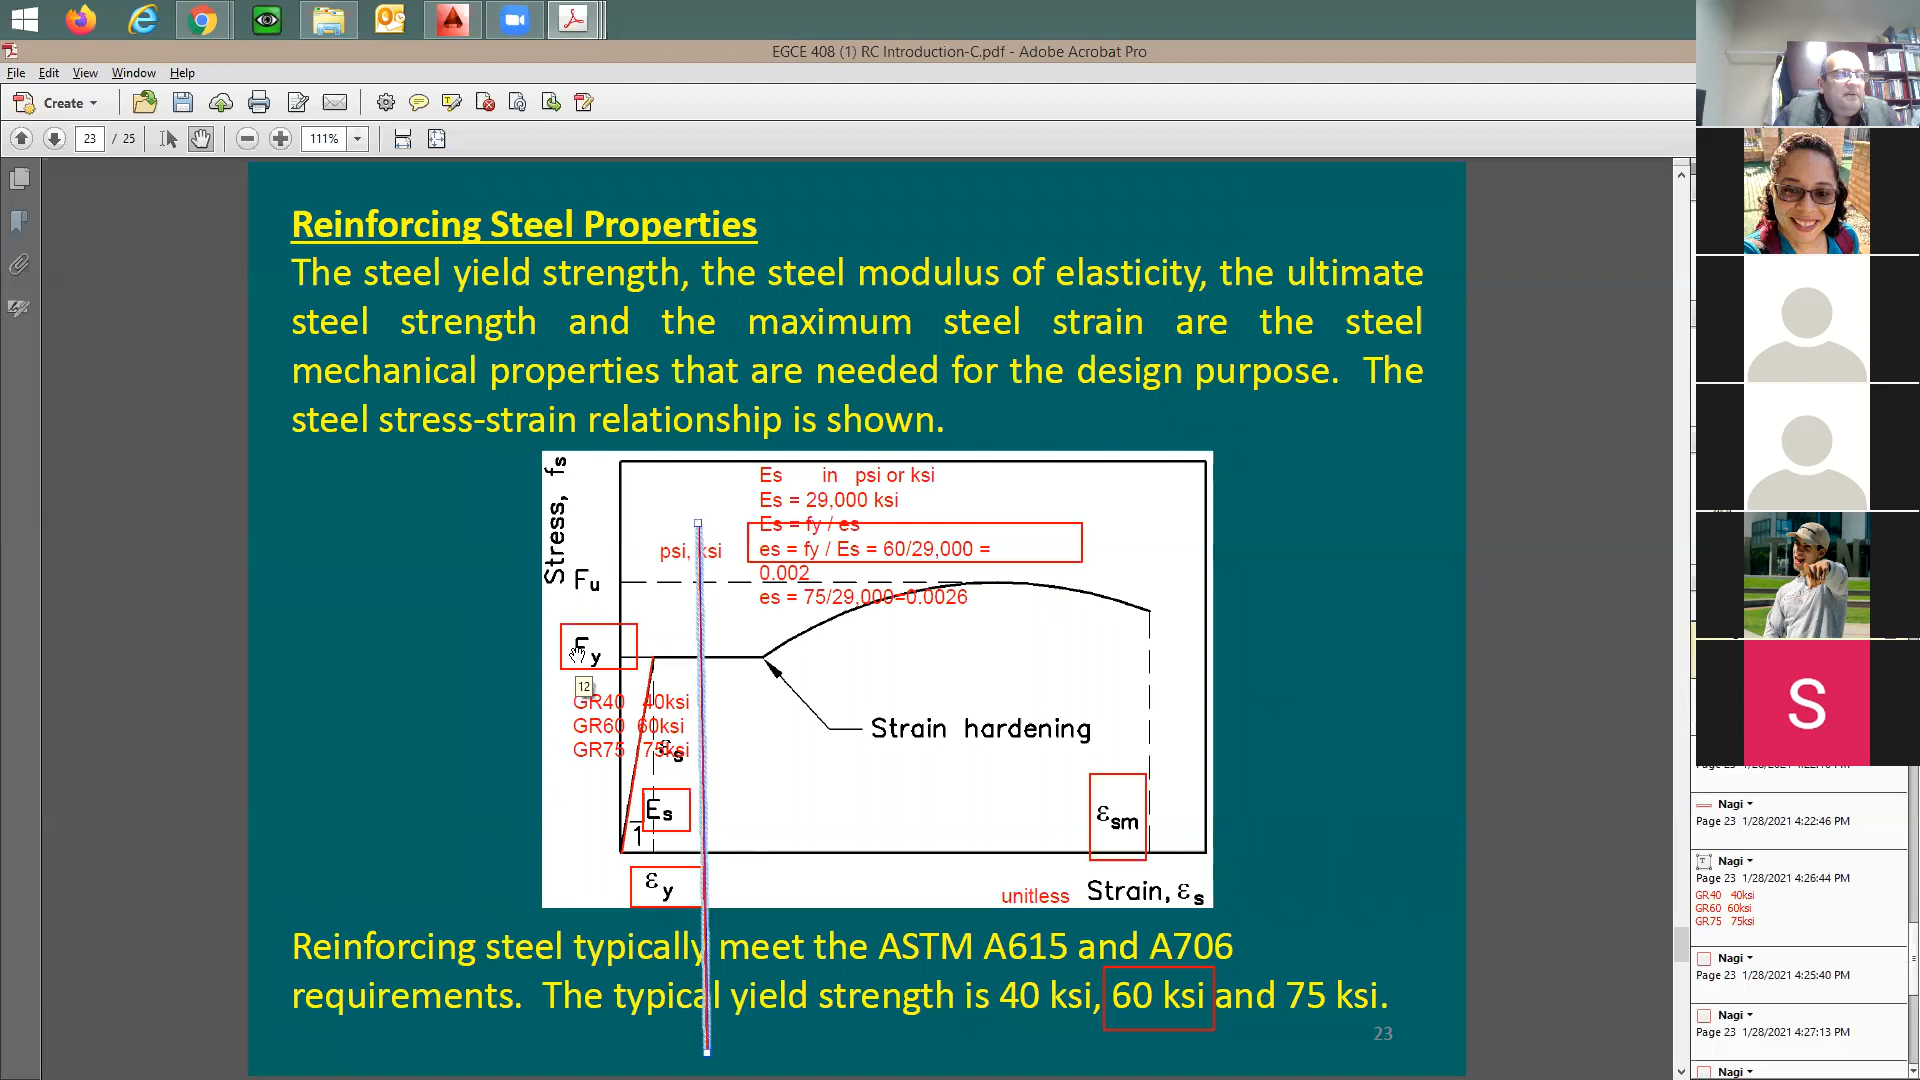 EGCE 408 (1) RC Introduction-C.pdf - Adobe Acrobat Pro
File Edit View Window Help
Create
23 / 25 111%
Reinforcing Steel Properties
The steel yield strength, the steel modulus of elasticity, the ultimate
steel strength and the maximum steel strain are the steel
mechanical properties that are needed for the design purpose. The
steel stress-strain relationship is shown.
Stress, fs
Es in psi or ksi
Es = 29,000 ksi
Es = fy / es
psi, ksi
es = fy / Es = 60/29,000 =
0.002
Fu
es = 75/29,000=0.0026
Fy
12
GR40 40ksi
GR60 60ksi
GR75 75ksi
εs
Strain hardening
Es
1
εsm
εy
unitless Strain, εs
Reinforcing steel typically meet the ASTM A615 and A706
requirements. The typical yield strength is 40 ksi, 60 ksi and 75 ksi.
23
S
Nagi
Page 23 1/28/2021 4:22:46 PM
Nagi
Page 23 1/28/2021 4:26:44 PM
GR40 40ksi
GR60 60ksi
GR75 75ksi
Nagi
Page 23 1/28/2021 4:25:40 PM
Nagi
Page 23 1/28/2021 4:27:13 PM
Nagi